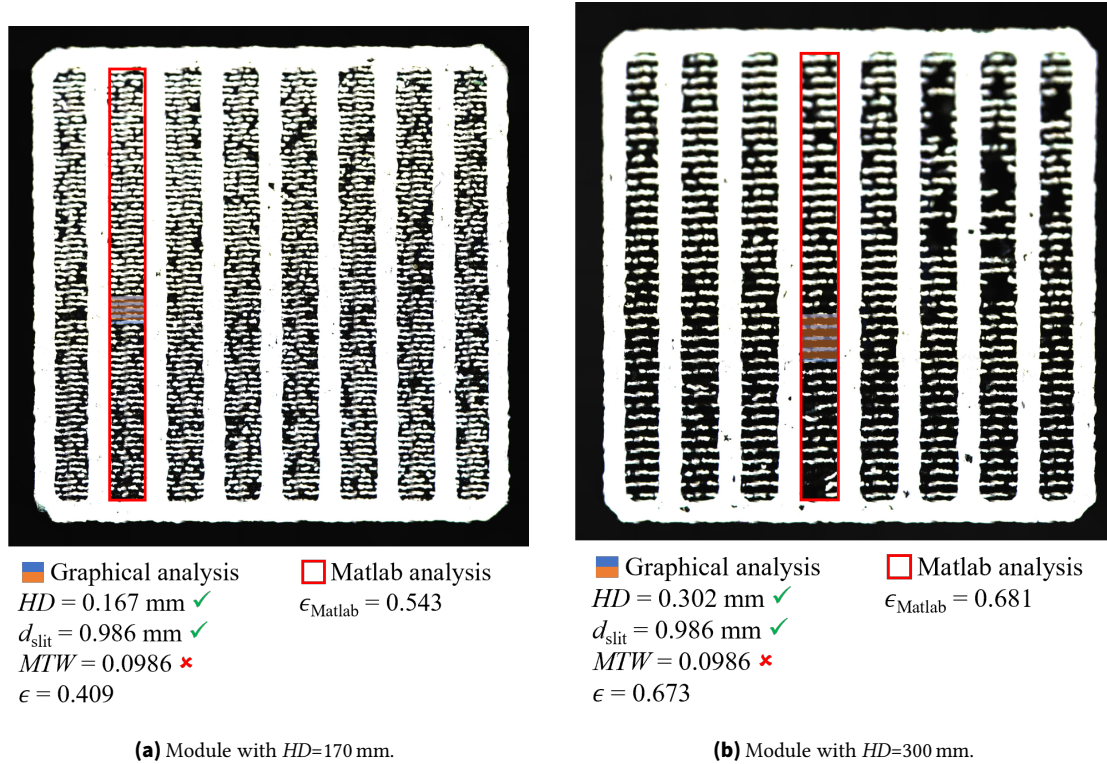 Graphical analysis
Matlab analysis
HD = 0.167 mm ✓
ϵMatlab = 0.543
dslit = 0.986 mm ✓
MTW = 0.0986 ✘
ϵ = 0.409
(a) Module with HD=170 mm.
Graphical analysis
Matlab analysis
HD = 0.302 mm ✓
ϵMatlab = 0.681
dslit = 0.986 mm ✓
MTW = 0.0986 ✘
ϵ = 0.673
(b) Module with HD=300 mm.